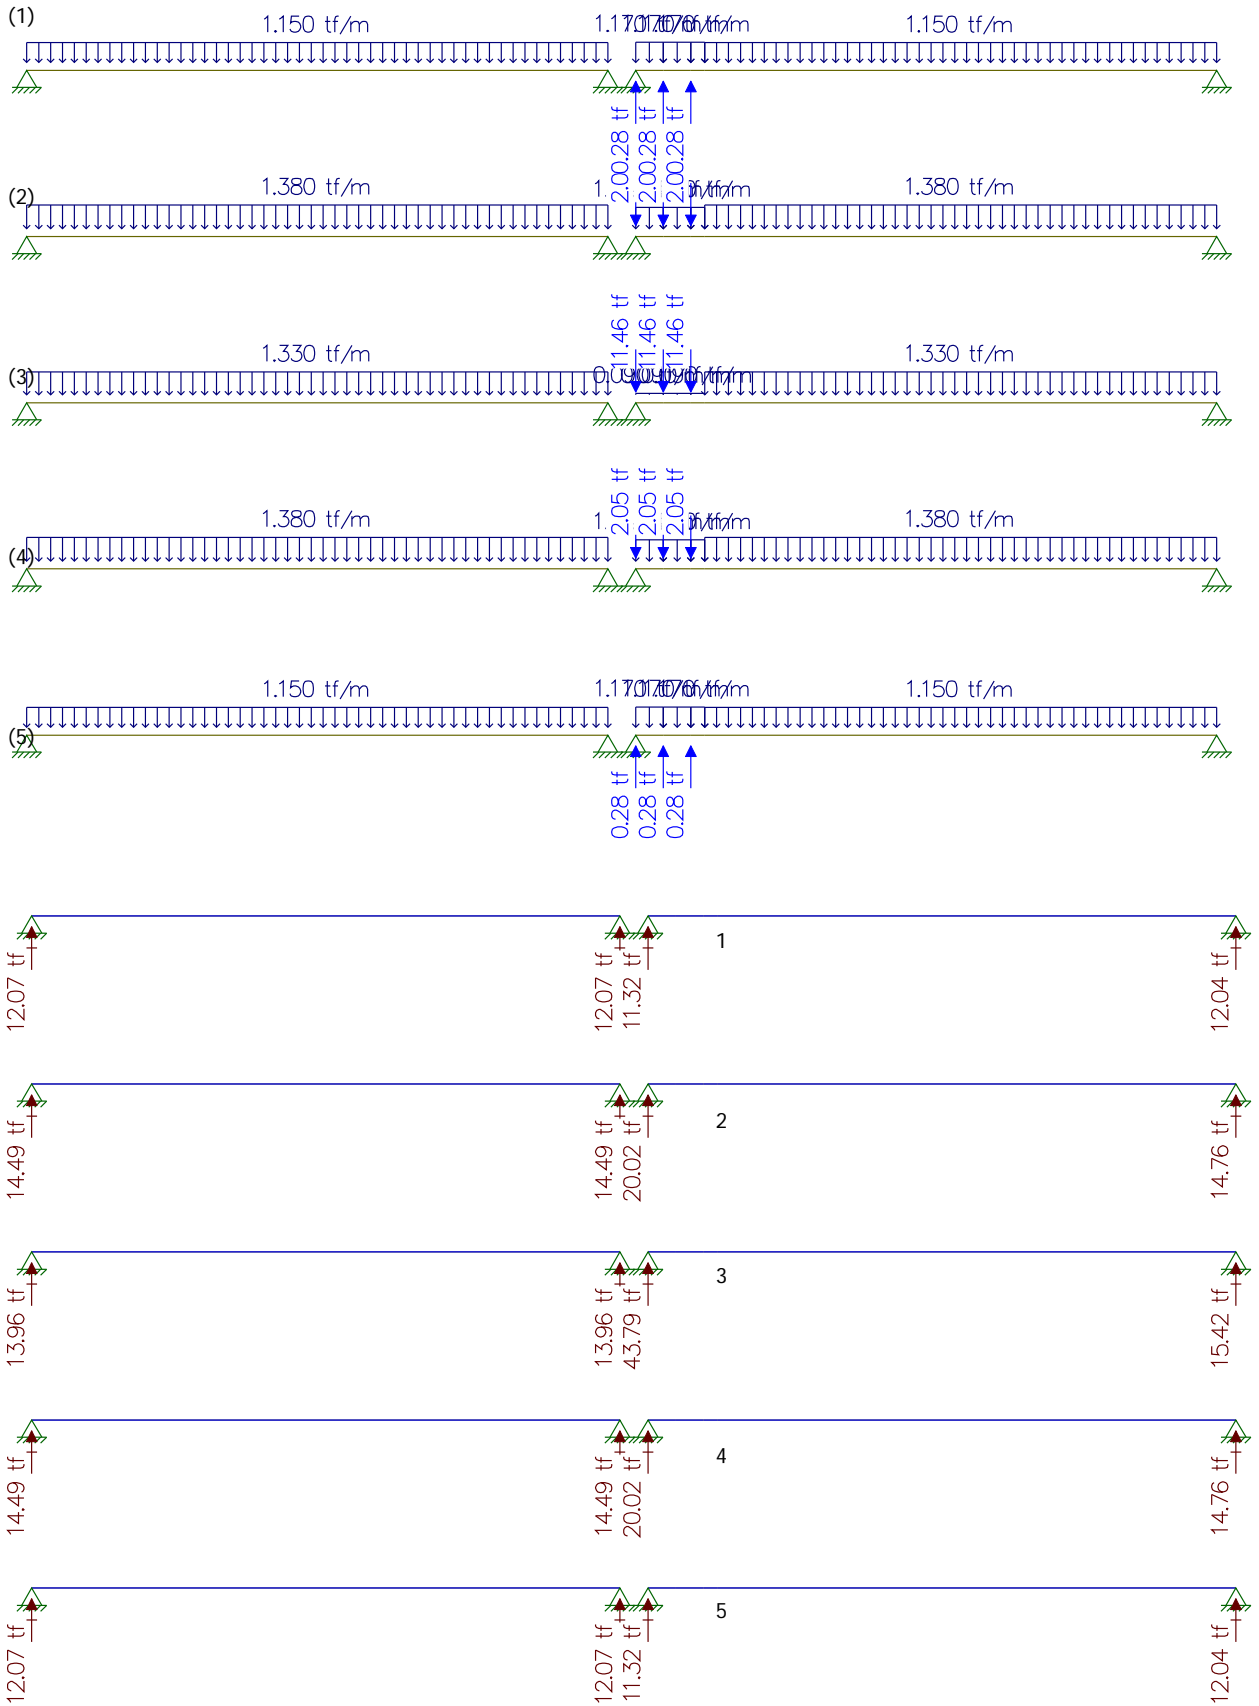 (1)
1.150 tf/m
1.150 tf/m
0.28 tf
0.28 tf
0.28 tf
(2)
1.380 tf/m
1.380 tf/m
11.46 tf
11.46 tf
11.46 tf
(3)
1.330 tf/m
1.330 tf/m
2.05 tf
2.05 tf
2.05 tf
(4)
1.380 tf/m
1.380 tf/m
(5)
1.150 tf/m
1.150 tf/m
0.28 tf
0.28 tf
0.28 tf
1
12.07 tf
12.07 tf
11.32 tf
12.04 tf
2
14.49 tf
14.49 tf
20.02 tf
14.76 tf
3
13.96 tf
13.96 tf
43.79 tf
15.42 tf
4
14.49 tf
14.49 tf
20.02 tf
14.76 tf
5
12.07 tf
12.07 tf
11.32 tf
12.04 tf